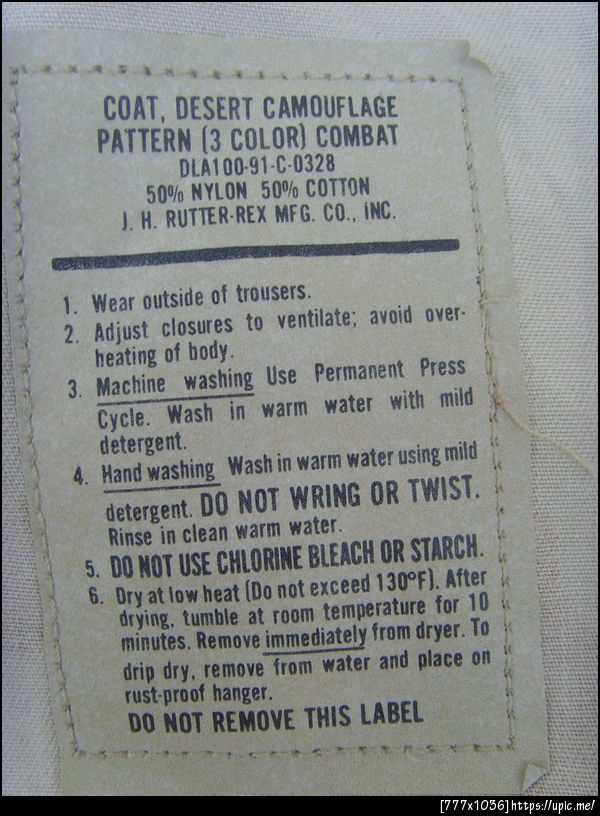 COAT, DESERT CAMOUFLAGE
PATTERN (3 COLOR) COMBAT
DLA100-91-C-0328
50% NYLON 50% COTTON
J. H. RUTTER-REX MFG. CO., INC.
1. Wear outside of trousers.
2. Adjust closures to ventilate; avoid over-
heating of body.
3. Machine washing Use Permanent Press
Cycle. Wash in warm water with mild
detergent.
4. Hand washing Wash in warm water using mild
detergent. DO NOT WRING OR TWIST.
Rinse in clean warm water.
5. DO NOT USE CHLORINE BLEACH OR STARCH.
6. Dry at low heat (Do not exceed 130°F). After
drying, tumble at room temperature for 10
minutes. Remove immediately from dryer. To
drip dry, remove from water and place on
rust-proof hanger.
DO NOT REMOVE THIS LABEL
[777x1036]https://upic.me/